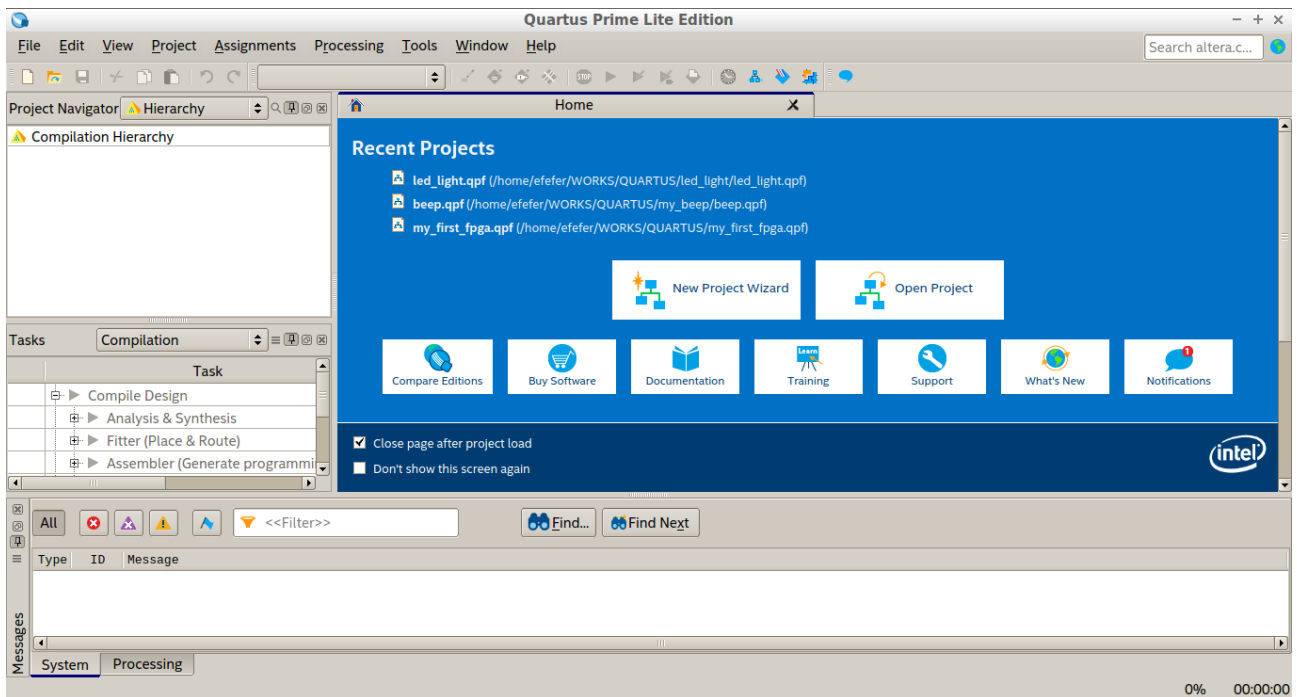 Quartus Prime Lite Edition
File Edit View Project Assignments Processing Tools Window Help
Search altera.c...
STOP
Project Navigator Hierarchy
Home
Compilation Hierarchy
Recent Projects
led_light.qpf (/home/efefer/WORKS/QUARTUS/led_light/led_light.qpf)
beep.qpf (/home/efefer/WORKS/QUARTUS/my_beep/beep.qpf)
my_first_fpga.qpf (/home/efefer/WORKS/QUARTUS/my_first_fpga.qpf)
New Project Wizard Open Project
Tasks Compilation
Task
Compile Design
Analysis & Synthesis
Fitter (Place & Route)
Assembler (Generate programmi
Learn
1
Compare Editions Buy Software Documentation Training Support What's New Notifications
Close page after project load
Don't show this screen again
intel
All <<Filter>> Find... Find Next
Type ID Message
Messages
System Processing
0% 00:00:00